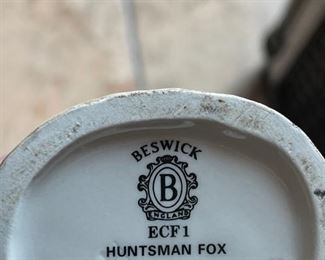 BESWICK
B
ENGLAND
ECF1
HUNTSMAN FOX